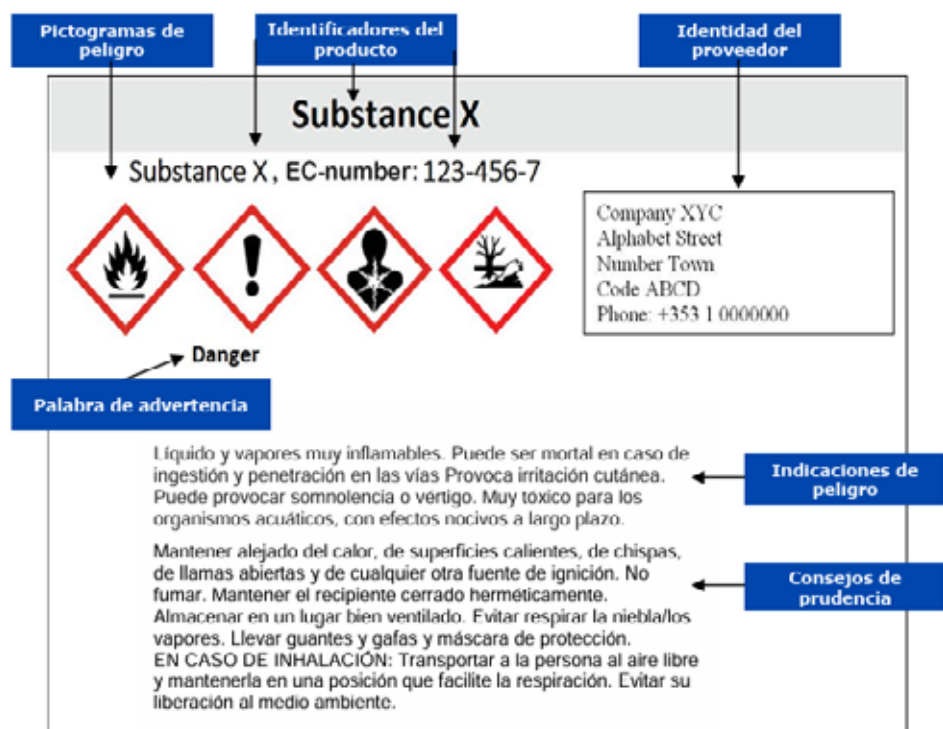 Pictogramas de
peligro
Identificadores del
producto
Identidad del
proveedor
Substance X
Substance X, EC-number: 123-456-7
Company XYC
Alphabet Street
Number Town
Code ABCD
Phone: +353 1 0000000
Danger
Palabra de advertencia
Líquido y vapores muy inflamables. Puede ser mortal en caso de
ingestión y penetración en las vías Provoca irritación cutánea.
Puede provocar somnolencia o vértigo. Muy tóxico para los
organismos acuáticos, con efectos nocivos a largo plazo.
Indicaciones de
peligro
Mantener alejado del calor, de superficies calientes, de chispas,
de llamas abiertas y de cualquier otra fuente de ignición. No
fumar. Mantener el recipiente cerrado herméticamente.
Almacenar en un lugar bien ventilado. Evitar respirar la niebla/los
vapores. Llevar guantes y gafas y máscara de protección.
EN CASO DE INHALACIÓN: Transportar a la persona al aire libre
y mantenerla en una posición que facilite la respiración. Evitar su
liberación al medio ambiente.
Consejos de
prudencia